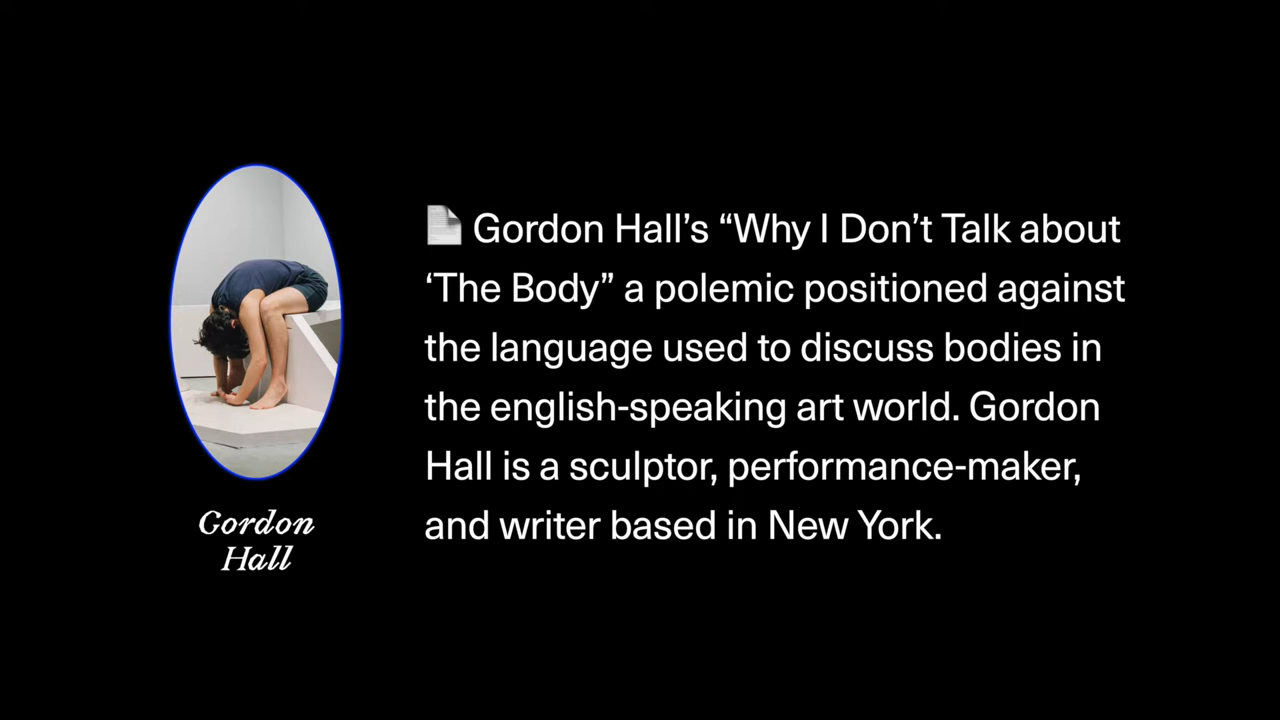 Gordon Hall's “Why I Don't Talk about
‘The Body” a polemic positioned against
the language used to discuss bodies in
the english-speaking art world. Gordon
Hall is a sculptor, performance-maker,
and writer based in New York.
Gordon
Hall